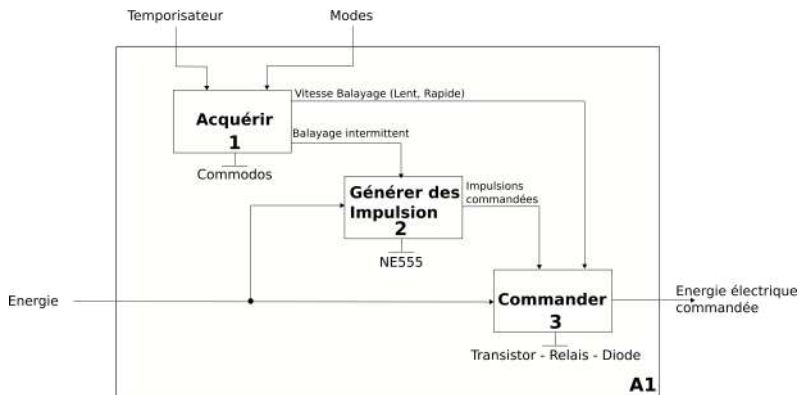 Temporisateur
Modes
Vitesse Balayage (Lent, Rapide)
Acquérir
1
Balayage intermittent
Commodos
Générer des
Impulsion
2
Impulsions
commandées
NE555
Energie
Commander
3
Energie électrique
commandée
Transistor - Relais - Diode
A1